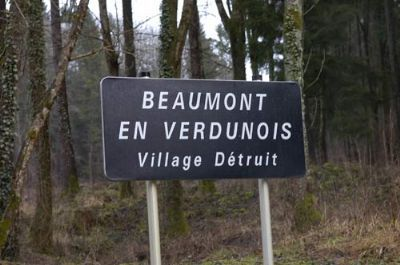 BEAUMONT
EN VERDUNOIS
Village Détruit